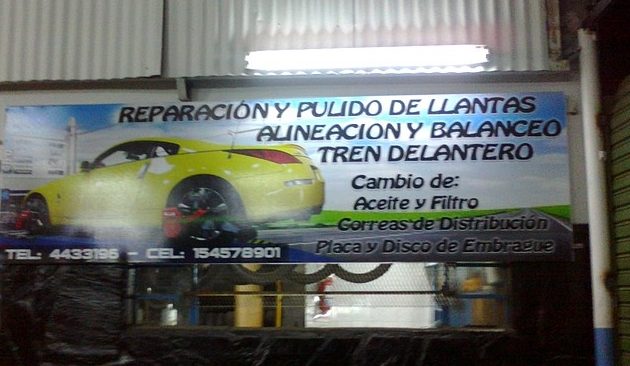 REPARACIÓN Y PULIDO DE LLANTAS
ALINEACION Y BALANCEO
TREN DELANTERO
Cambio de:
Aceite y Filtro
Correas de Distribución
Placa y Disco de Embrague
TEL: 4433196 - CEL: 154578901